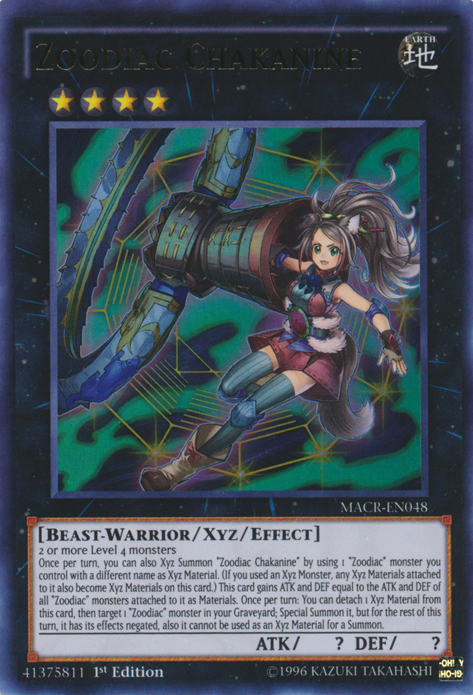 ZOODIAC CHAKANINE
EARTH
地
MACR-EN048
[BEAST-WARRIOR/XYZ/EFFECT]
2 or more Level 4 monsters
Once per turn, you can also Xyz Summon "Zoodiac Chakanine" by using 1 "Zoodiac" monster you
control with a different name as Xyz Material. (If you used an Xyz Monster, any Xyz Materials attached
to it also become Xyz Materials on this card.) This card gains ATK and DEF equal to the ATK and DEF of
all "Zoodiac" monsters attached to it as Materials. Once per turn: You can detach 1 Xyz Material from
this card, then target 1 "Zoodiac" monster in your Graveyard; Special Summon it, but for the rest of this
turn, it has its effects negated, also it cannot be used as an Xyz Material for a Summon.
ATK/ ? DEF/ ?
41375811 1st Edition ©1996 KAZUKI TAKAHASHI